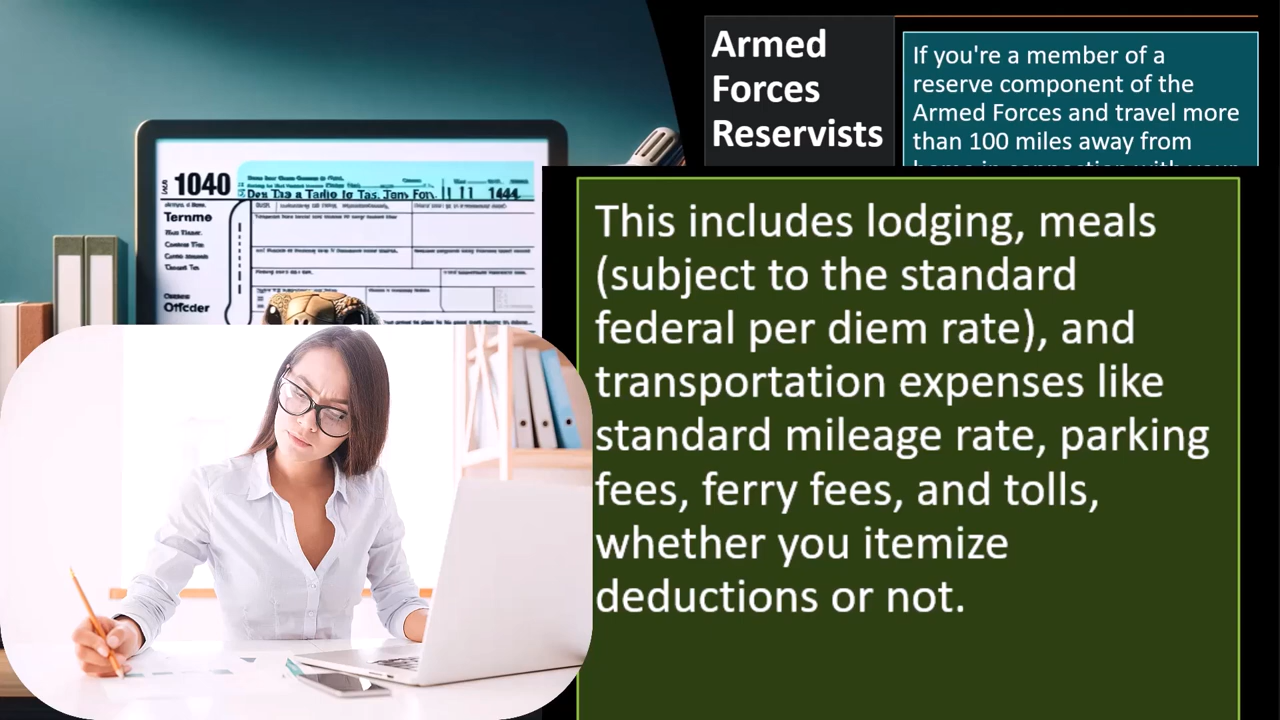 Armed
Forces
Reservists
If you're a member of a
reserve component of the
Armed Forces and travel more
than 100 miles away from
This includes lodging, meals
(subject to the standard
federal per diem rate), and
transportation expenses like
standard mileage rate, parking
fees, ferry fees, and tolls,
whether you itemize
deductions or not.
1040
Ternme
Offcder